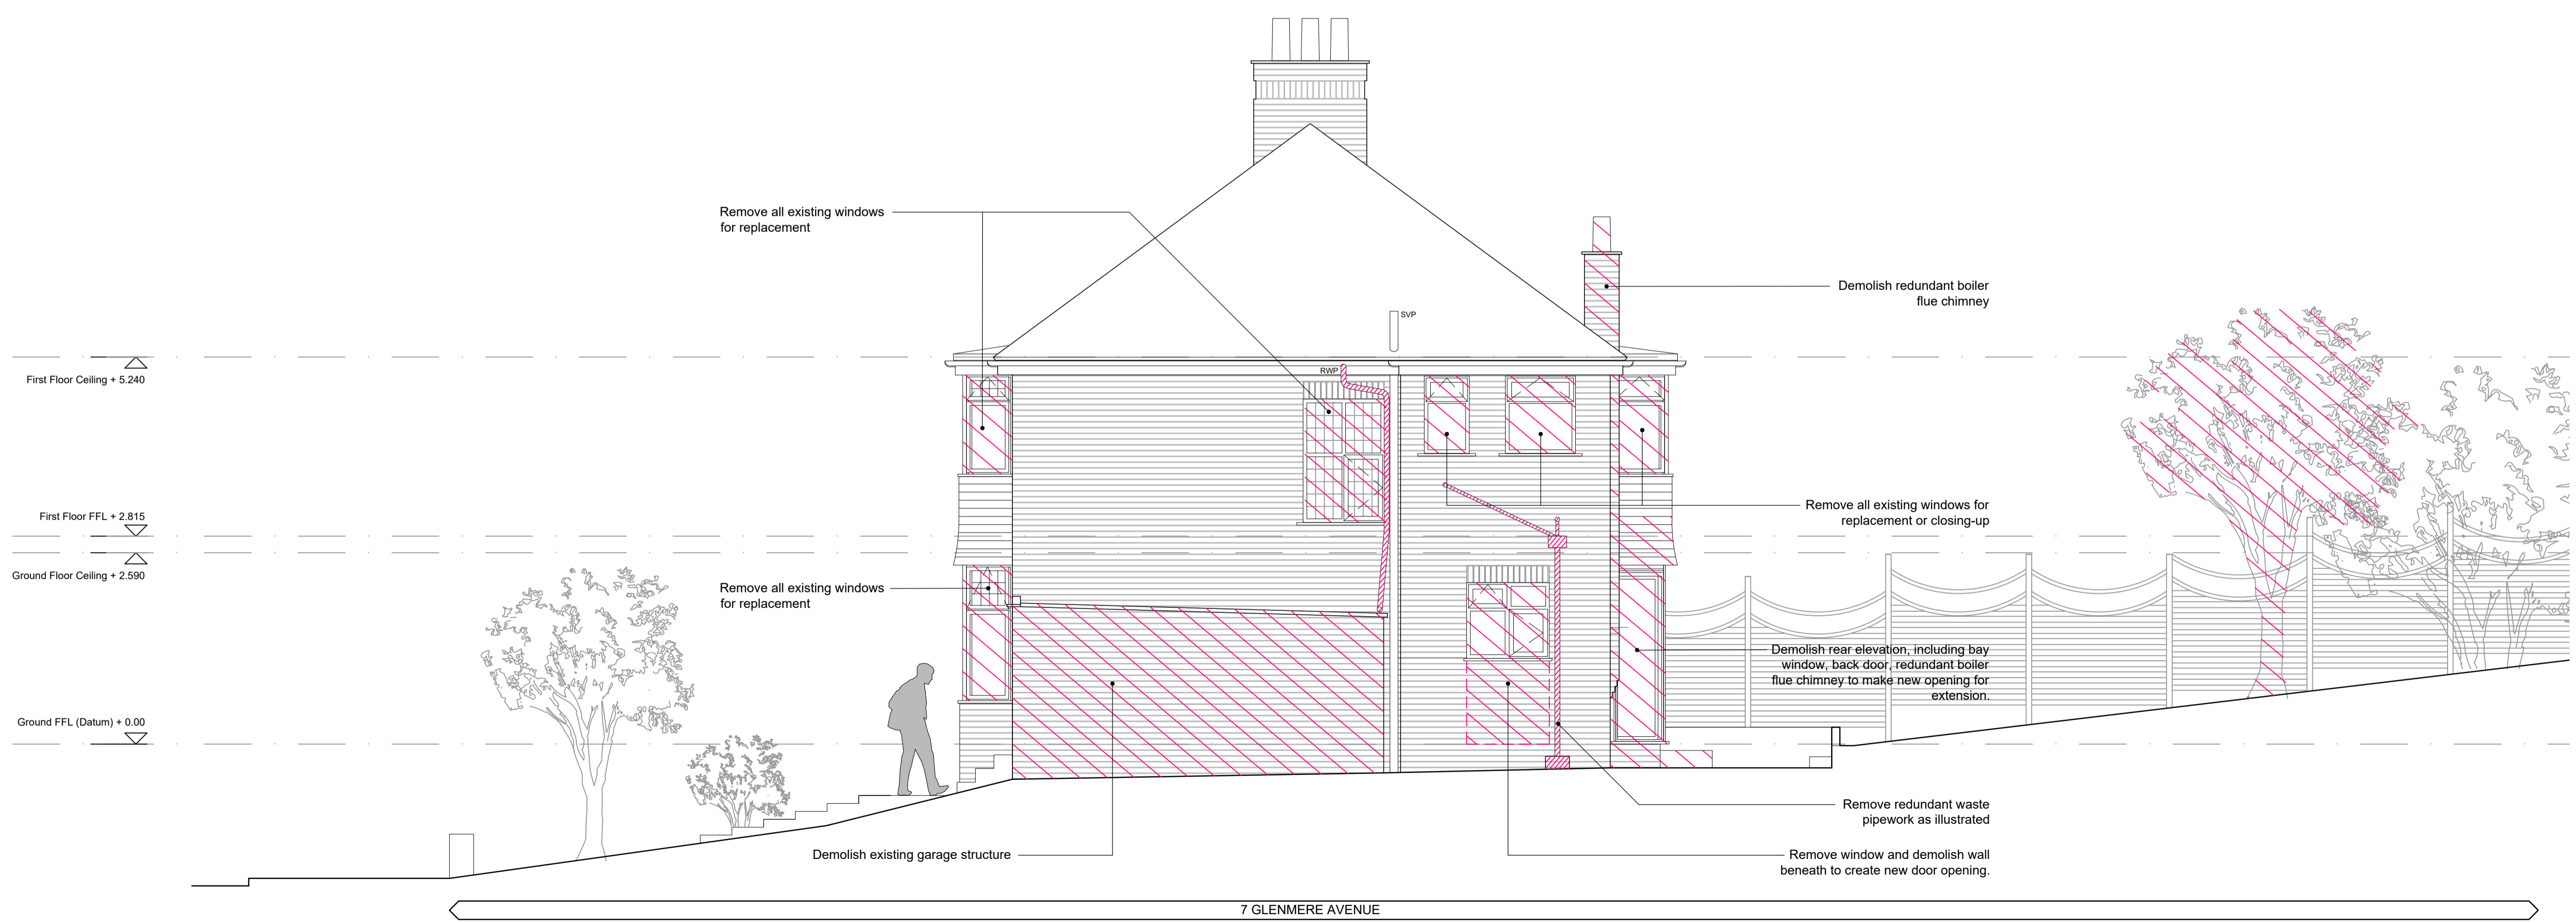 Remove all existing windows
for replacement
Demolish redundant boiler
flue chimney
SVP
RWP
First Floor Ceiling + 5.240
First Floor FFL + 2.815
Ground Floor Ceiling + 2.590
Remove all existing windows for
replacement or closing-up
Remove all existing windows
for replacement
Demolish rear elevation, including bay
window, back door, redundant boiler
flue chimney to make new opening for
extension.
Ground FFL (Datum) + 0.00
Remove redundant waste
pipework as illustrated
Demolish existing garage structure
Remove window and demolish wall
beneath to create new door opening.
7 GLENMERE AVENUE